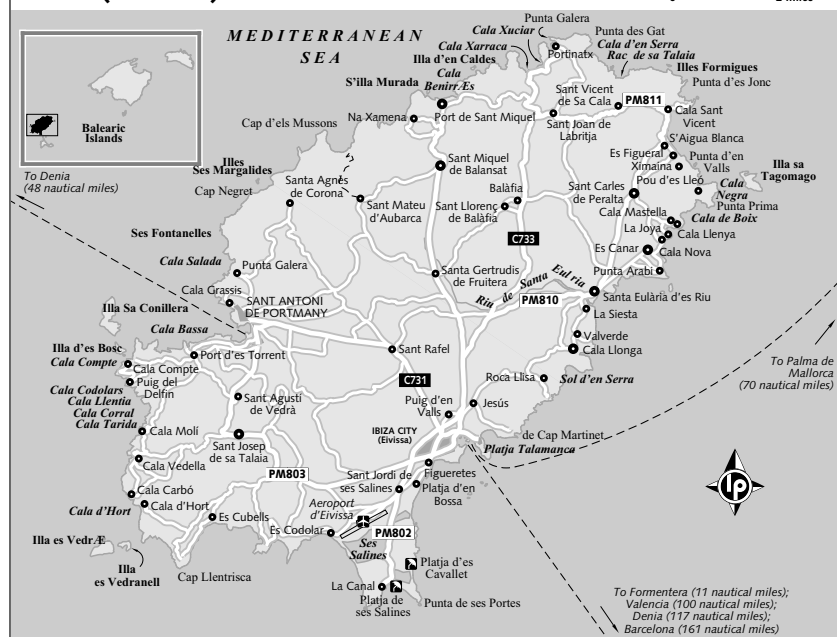 MEDITERRANEAN
SEA
Balearic
Islands
To Denia
(48 nautical miles)
Punta Galera
Cala Xuciar
Cala Xarraca
Illa d'en Caldes
Portinatx
Punta des Gat
Cala d'en Serra
Rac de sa Talaia
Illes Formigues
Punta d'es Jonc
S'illa Murada
Cala
BenirrÆs
Na Xamena
Port de Sant Miquel
Sant Vicent
de Sa Cala
PM811
Cala Sant
Vicent
Sant Joan de
Labritja
Cap d'els Mussons
S'Aigua Blanca
Es Figueral
Ximaina
Punta d'en
Valls
Illa sa
Tagomago
Pou d'es Lleó
Cala
Negra
Punta Prima
Cala de Boix
Illes
Ses Margalides
Cap Negret
Santa Agnès
de Corona
Sant Miquel
de Balansat
Sant Mateu
d'Aubarca
Balàfia
Sant Llorenç
de Balàfia
Sant Carles
de Peralta
Cala Mastella
La Joya
Cala Llenya
Es Canar
Cala Nova
Punta Arabí
C733
Ses Fontanelles
Cala Salada
Punta Galera
Cala Grassis
Santa Gertrudis
de Fruitera
Riu de Santa Eulria
PM810
Santa Eulària d'es Riu
La Siesta
SANT ANTONI
DE PORTMANY
Illa Sa Conillera
Cala Bassa
Valverde
Cala Llonga
Illa d'es Bosc
Cala Compte
Cala Compte
Puig del
Delfín
Port d'es Torrent
Sant Rafel
C731
Roca Llisa
Sol d'en Serra
To Palma de
Mallorca
(70 nautical miles)
Cala Codolars
Cala Llentia
Cala Corral
Cala Tarida
Sant Agustí
de Vedrà
Puig d'en
Valls
Jesús
Cala Molí
Sant Josep
de sa Talaia
IBIZA CITY
(Eivissa)
de Cap Martinet
Platja Talamanca
Cala Vedella
PM803
Sant Jordi de
ses Salines
Figueretes
Platja d'en
Bossa
Cala Carbó
Cala d'Hort
Cala d'Hort
Es Cubells
Aeroport
d'Eivissa
Es Codolar
PM802
Ses
Salines
Illa es VedrÆ
Illa
es Vedranell
Cap Llentrisca
Platja d'es
Cavallet
La Canal
Platja de
ses Salines
Punta de ses Portes
lp
To Formentera (11 nautical miles);
Valencia (100 nautical miles);
Denia (117 nautical miles);
Barcelona (161 nautical miles)